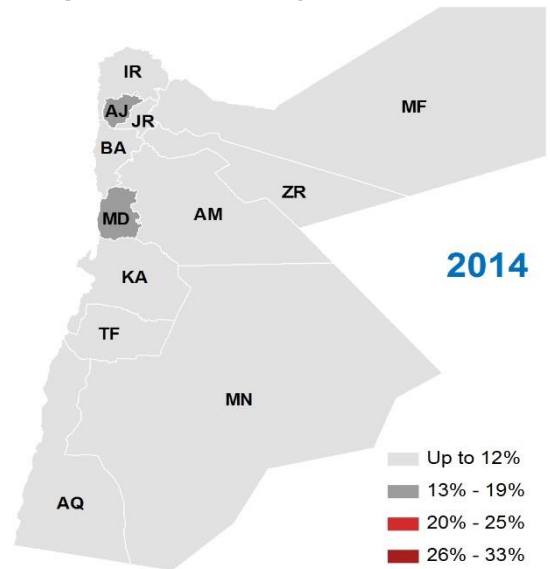 IR
MF
AJ
JR
BA
ZR
AM
MD
2014
KA
TF
MN
Up to 12%
13% - 19%
AQ
20% - 25%
26% - 33%